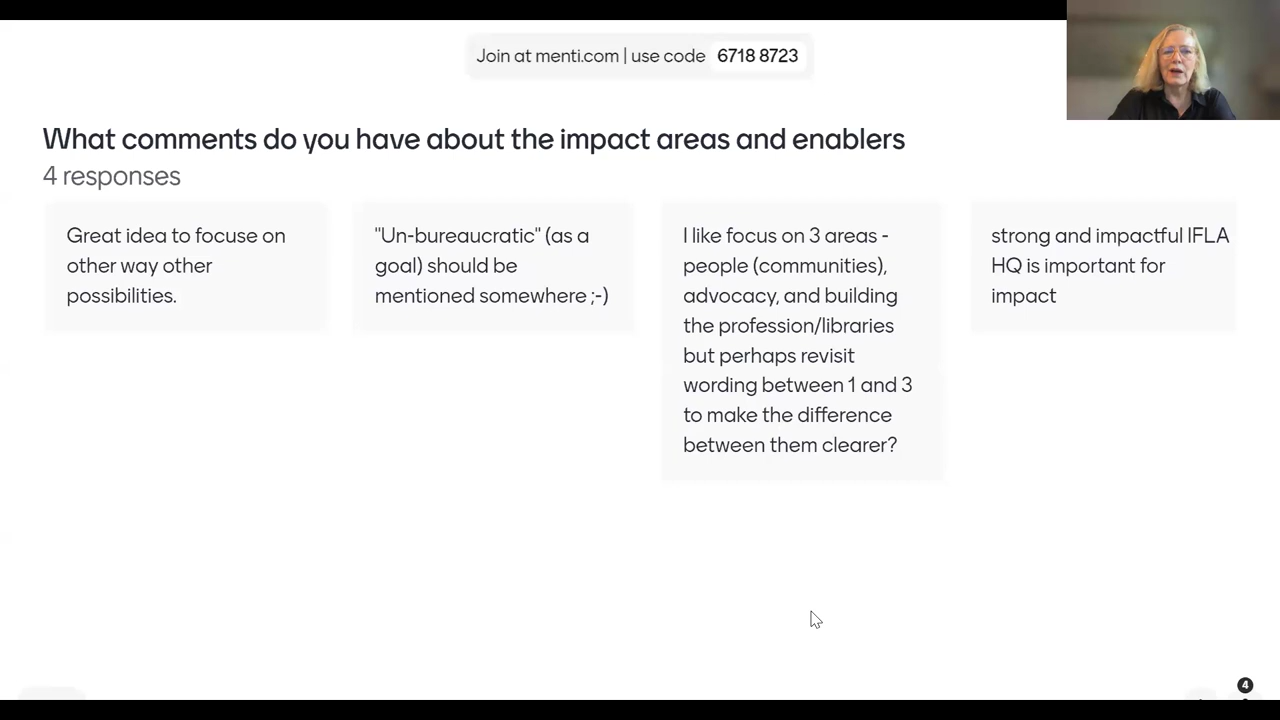 Join at menti.com | use code 6718 8723
What comments do you have about the impact areas and enablers
4 responses
Great idea to focuse on
other way other
possibilities.
"Un-bureaucratic" (as a
goal) should be
mentioned somewhere ;-)
I like focus on 3 areas -
people (communities),
advocacy, and building
the profession/libraries
but perhaps revisit
wording between 1 and 3
to make the difference
between them clearer?
strong and impactful IFLA
HQ is important for
impact
4